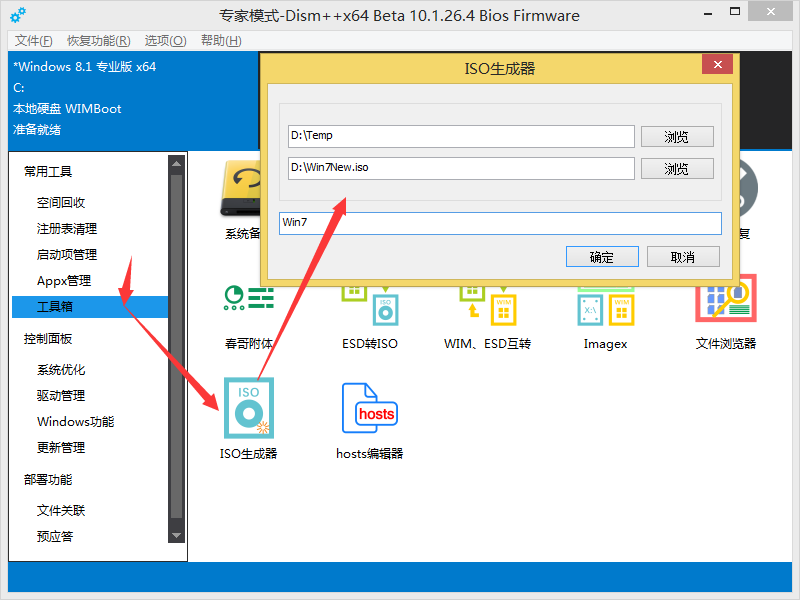 专家模式-Dism++x64 Beta 10.1.26.4 Bios Firmware
文件(F) 恢复功能(R) 选项(O) 帮助(H)
*Windows 8.1 专业版 x64
C:
本地硬盘 WIMBoot
准备就绪
ISO生成器
D:\Temp
浏览
D:\Win7New.iso
浏览
Win7
确定
取消
常用工具
空间回收
注册表清理
启动项管理
Appx管理
工具箱
控制面板
系统优化
驱动管理
Windows功能
更新管理
部署功能
文件关联
预应答
系统备
复
春哥附体
ISO
ESD转ISO
WIM
WIM、ESD互转
X:\
WIM
Imagex
文件浏览器
ISO
ISO生成器
hosts
hosts编辑器